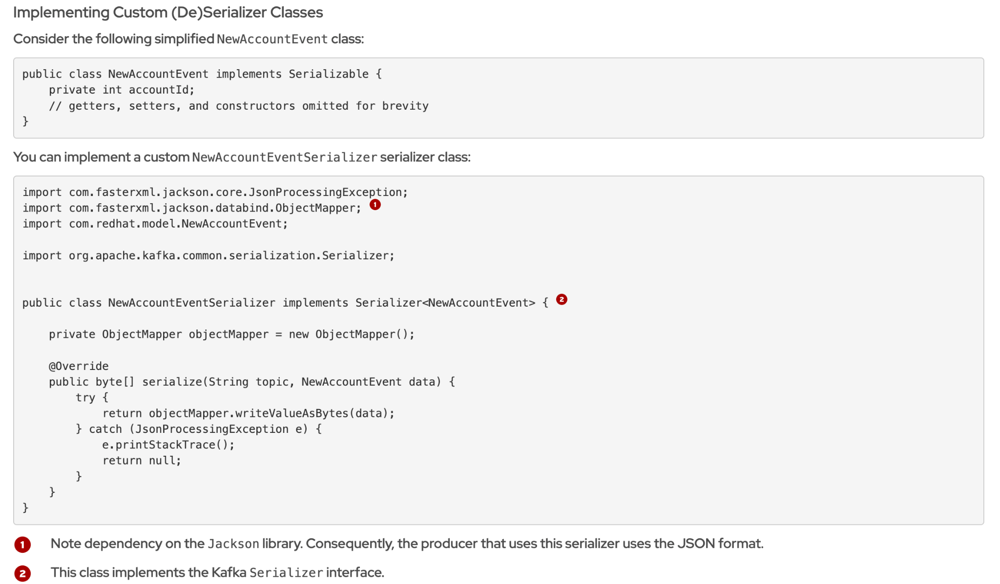 Implementing Custom (De)Serializer Classes
Consider the following simplified NewAccountEvent class:
public class NewAccountEvent implements Serializable {
    private int accountId;
    // getters, setters, and constructors omitted for brevity
}
You can implement a custom NewAccountEventSerializer serializer class:
import com.fasterxml.jackson.core.JsonProcessingException;
import com.fasterxml.jackson.databind.ObjectMapper; 1
import com.redhat.model.NewAccountEvent;
import org.apache.kafka.common.serialization.Serializer;
public class NewAccountEventSerializer implements Serializer<NewAccountEvent> { 2
    private ObjectMapper objectMapper = new ObjectMapper();
    @Override
    public byte[] serialize(String topic, NewAccountEvent data) {
        try {
            return objectMapper.writeValueAsBytes(data);
        } catch (JsonProcessingException e) {
            e.printStackTrace();
            return null;
        }
    }
}
1 Note dependency on the Jackson library. Consequently, the producer that uses this serializer uses the JSON format.
2 This class implements the Kafka Serializer interface.